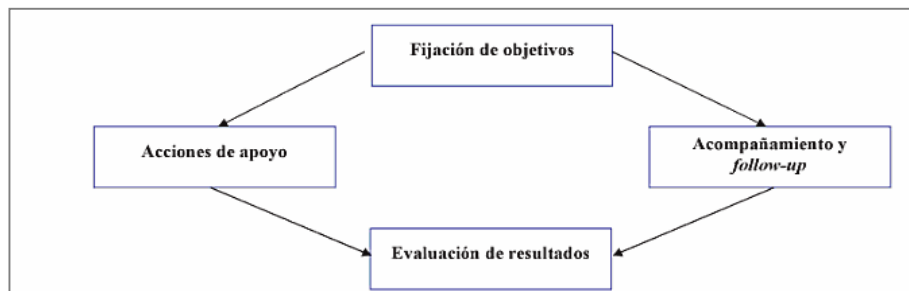 Fijación de objetivos
Acciones de apoyo
Acompañamiento y
follow-up
Evaluación de resultados